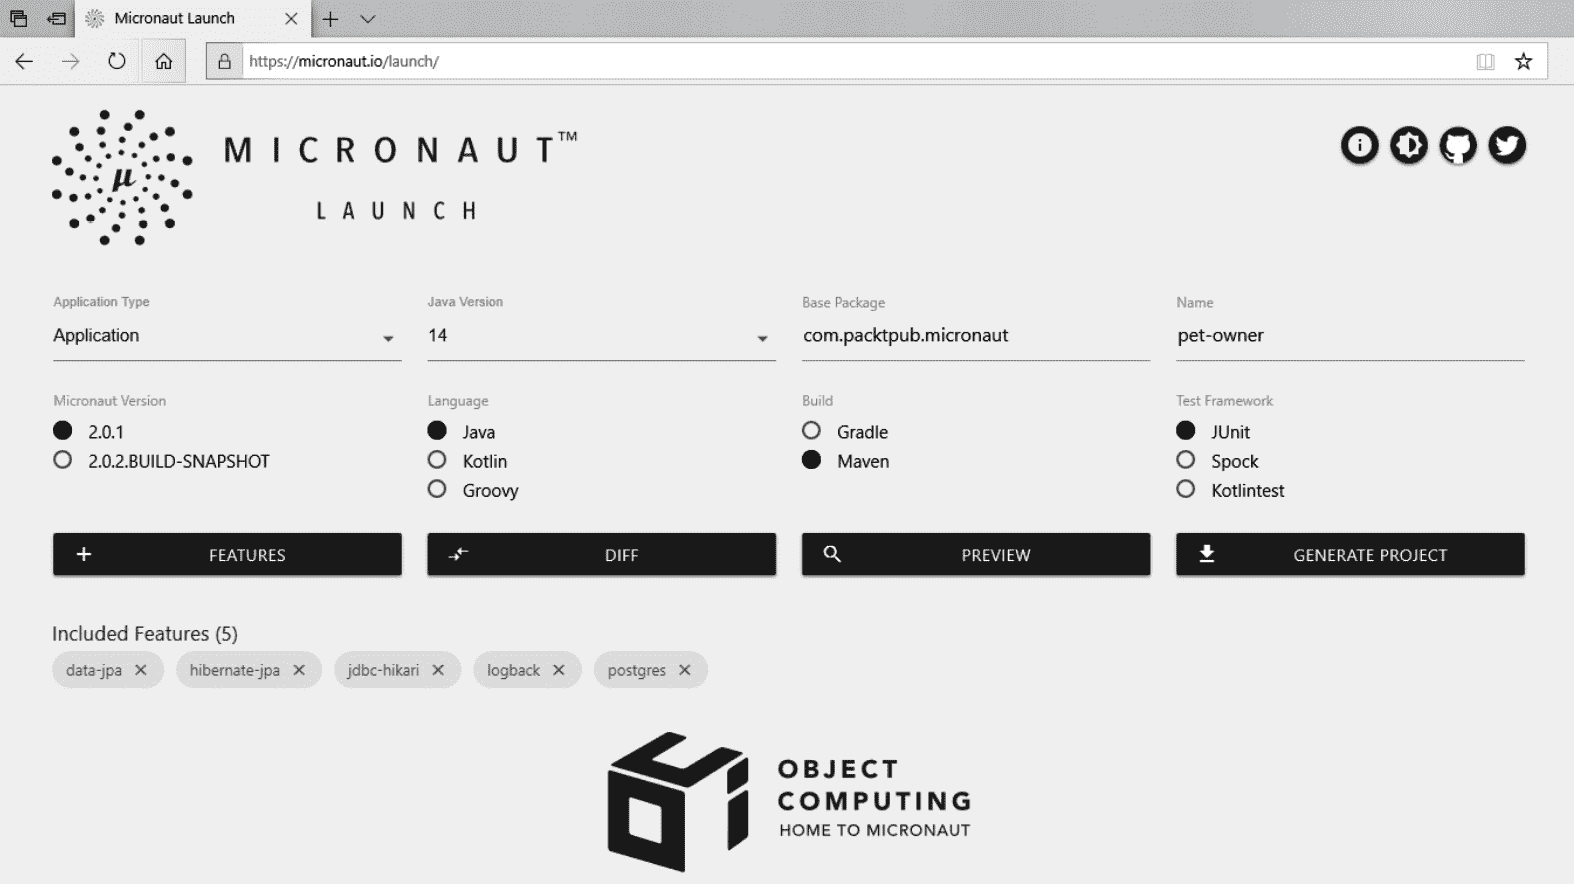 Micronaut Launch
https://micronaut.io/launch/
MICRONAUT™
LAUNCH
μ
Application Type
Application
Java Version
14
Base Package
com.packtpub.micronaut
Name
pet-owner
Micronaut Version
2.0.1
2.0.2.BUILD-SNAPSHOT
Language
Java
Kotlin
Groovy
Build
Gradle
Maven
Test Framework
JUnit
Spock
Kotlintest
FEATURES
DIFF
PREVIEW
GENERATE PROJECT
Included Features (5)
data-jpa
hibernate-jpa
jdbc-hikari
logback
postgres
OBJECT
COMPUTING
HOME TO MICRONAUT